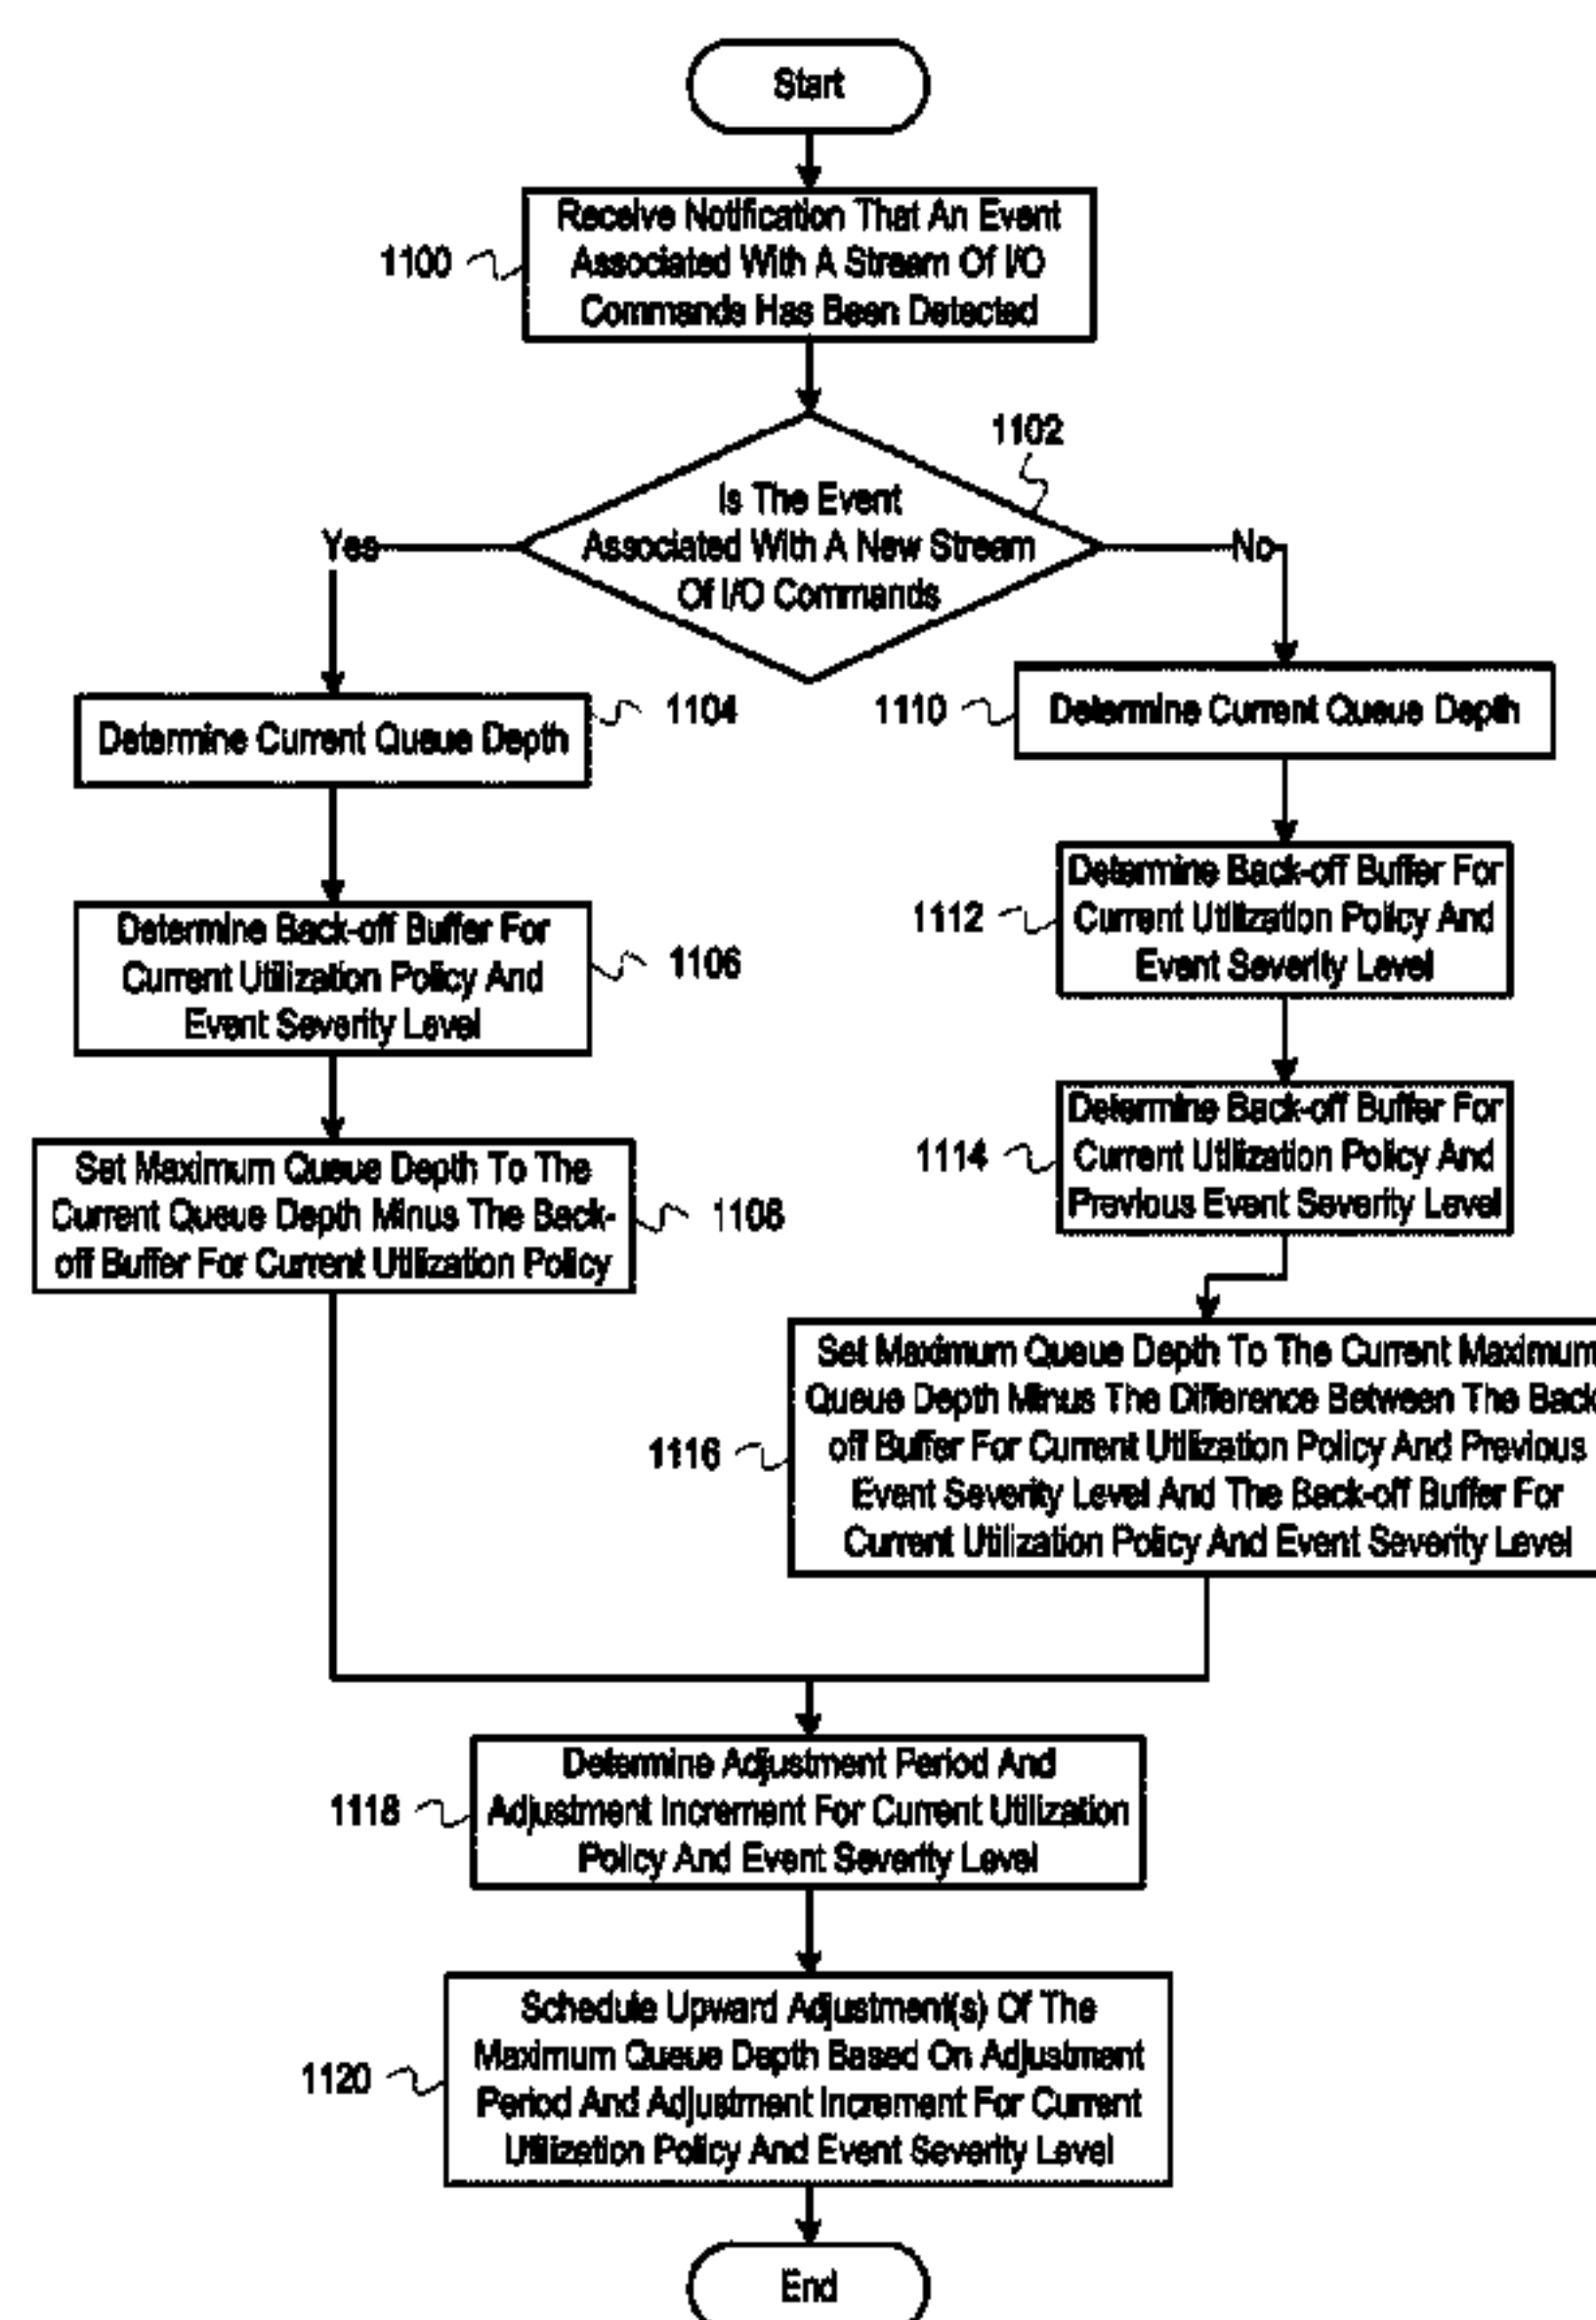 Start
Receive Notification That An Event
Associated With A Stream Of I/O
Commands Has Been Detected
1100
1102
Is The Event
Associated With A New Stream
Of I/O Commands
Yes
No
Determine Current Queue Depth
1104
1110
Determine Current Queue Depth
Determine Back-off Buffer For
Current Utilization Policy And
Event Severity Level
1106
1112
Determine Back-off Buffer For
Current Utilization Policy And
Event Severity Level
Set Maximum Queue Depth To The
Current Queue Depth Minus The Back-
off Buffer For Current Utilization Policy
1108
1114
Determine Back-off Buffer For
Current Utilization Policy And
Previous Event Severity Level
1116
Set Maximum Queue Depth To The Current Maximum
Queue Depth Minus The Difference Between The Back-
off Buffer For Current Utilization Policy And Previous
Event Severity Level And The Back-off Buffer For
Current Utilization Policy And Event Severity Level
1118
Determine Adjustment Period And
Adjustment Increment For Current Utilization
Policy And Event Severity Level
1120
Schedule Upward Adjustment(s) Of The
Maximum Queue Depth Based On Adjustment
Period And Adjustment Increment For Current
Utilization Policy And Event Severity Level
End